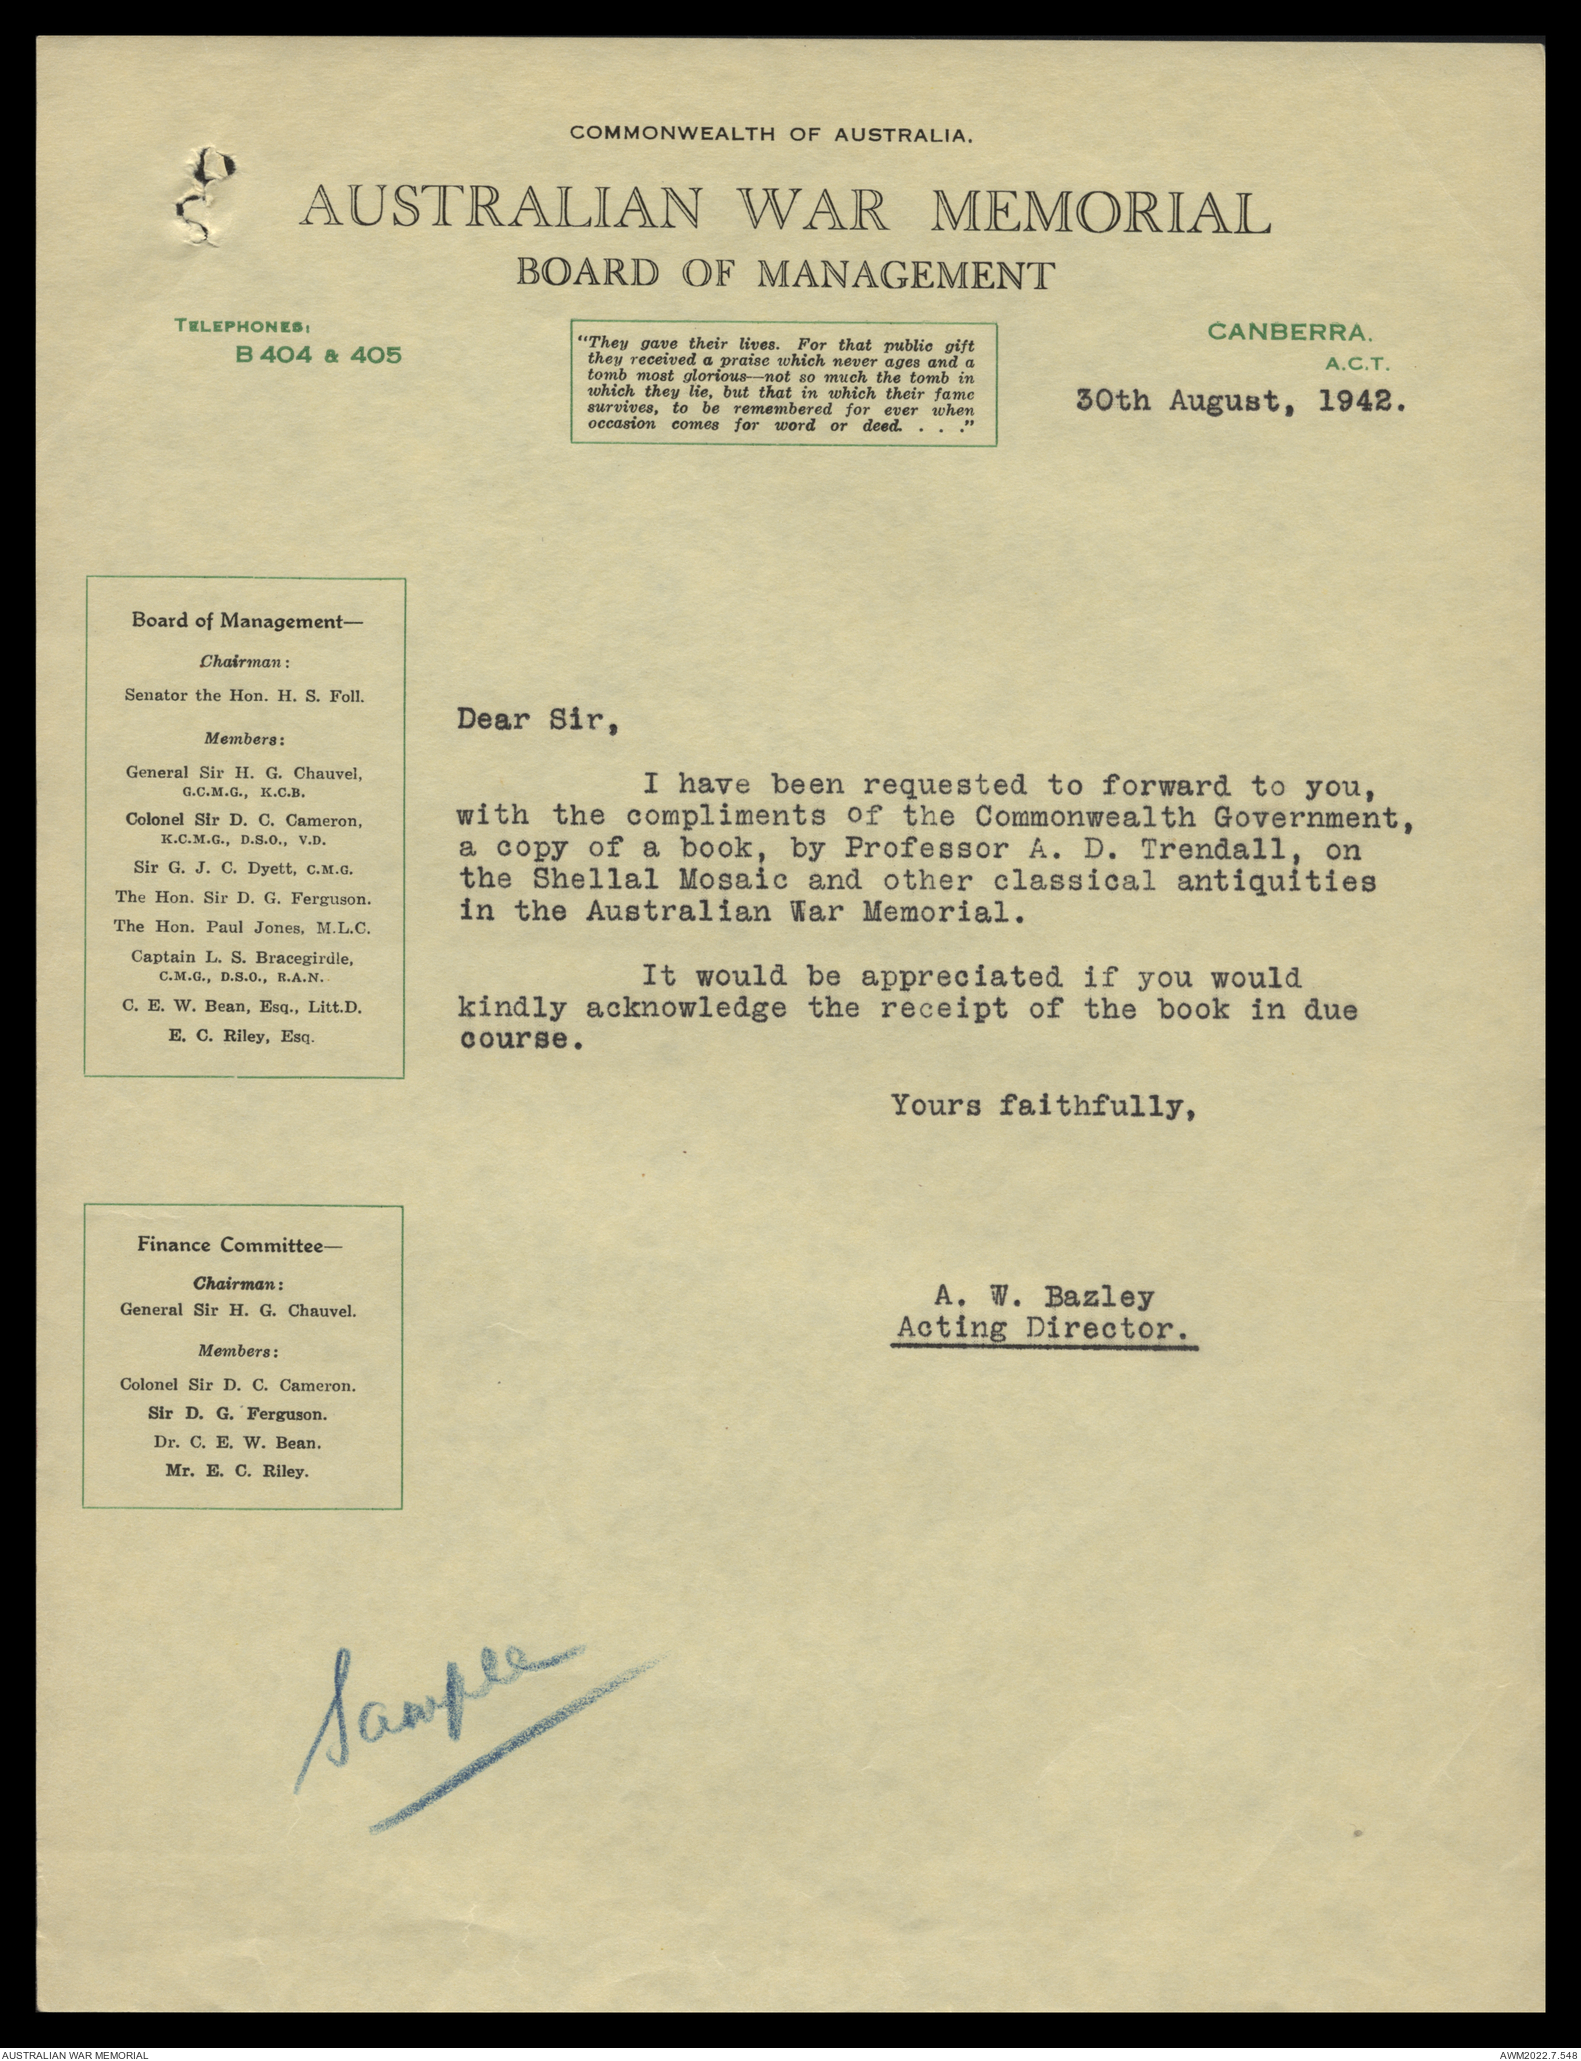 COMMONWEALTH OF AUSTRALIA.
AUSTRALIAN WAR MEMORIAL
BOARD OF MANAGEMENT
TELEPHONES:
B 404 & 405
"They gave their lives. For that public gift
they received a praise which never ages and a
tomb most glorious—not so much the tomb in
which they lie, but that in which their fame
survives, to be remembered for ever when
occasion comes for word or deed. . . ."
CANBERRA.
A.C.T.
30th August, 1942.
Board of Management—
Chairman:
Senator the Hon. H. S. Foll.
Members:
General Sir H. G. Chauvel,
G.C.M.G., K.C.B.
Colonel Sir D. C. Cameron,
K.C.M.G., D.S.O., V.D.
Sir G. J. C. Dyett, C.M.G.
The Hon. Sir D. G. Ferguson.
The Hon. Paul Jones, M.L.C.
Captain L. S. Bracegirdle,
C.M.G., D.S.O., R.A.N.
C. E. W. Bean, Esq., Litt.D.
E. C. Riley, Esq.
Dear Sir,
I have been requested to forward to you,
with the compliments of the Commonwealth Government,
a copy of a book, by Professor A. D. Trendall, on
the Shellal Mosaic and other classical antiquities
in the Australian War Memorial.
It would be appreciated if you would
kindly acknowledge the receipt of the book in due
course.
Yours faithfully,
A. W. Bazley
Acting Director.
Finance Committee—
Chairman:
General Sir H. G. Chauvel.
Members:
Colonel Sir D. C. Cameron.
Sir D. G. Ferguson.
Dr. C. E. W. Bean.
Mr. E. C. Riley.
Sample
AUSTRALIAN WAR MEMORIAL
AWM2022.7.548